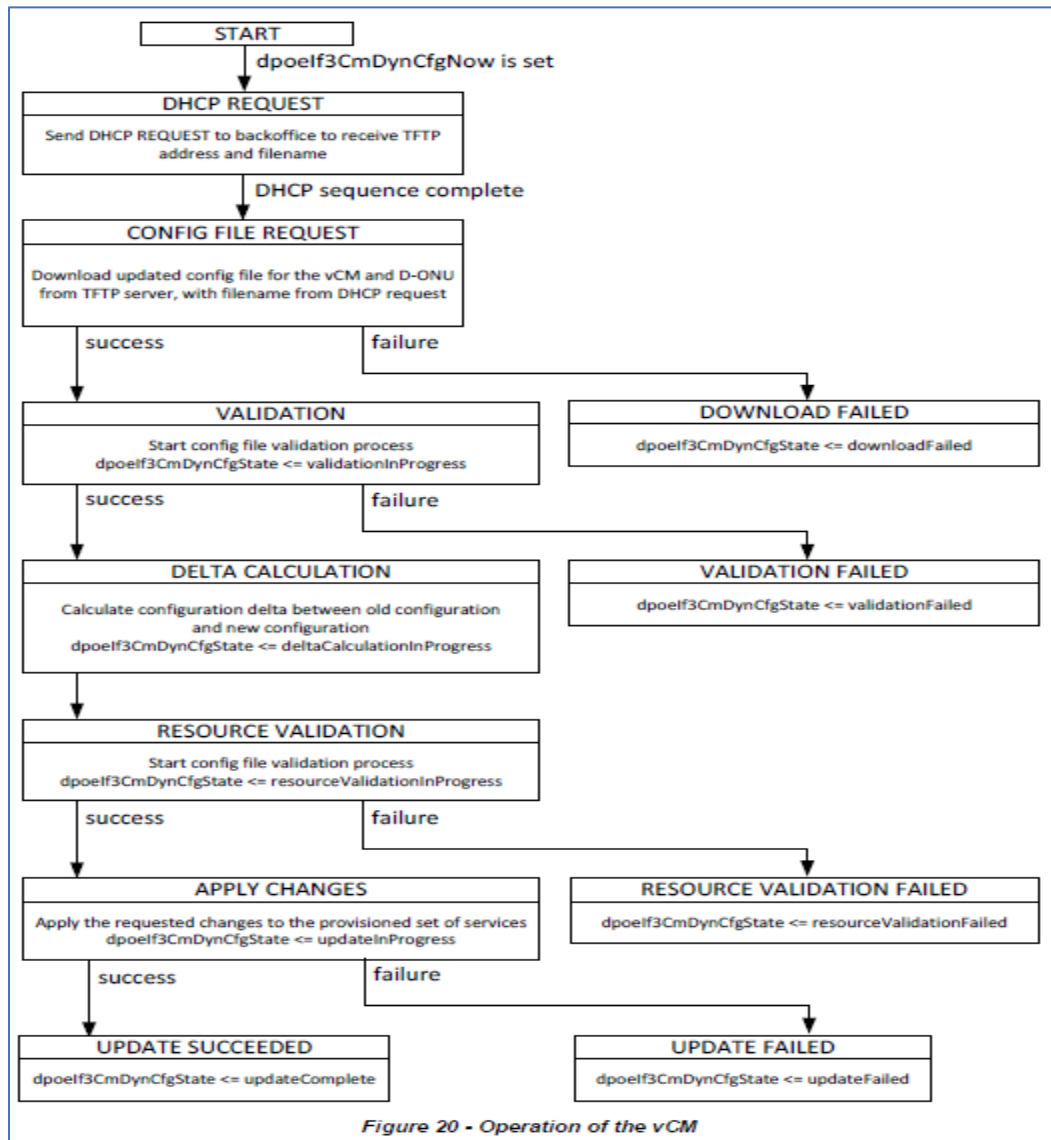 START
dpoeIf3CmDynCfgNow is set
DHCP REQUEST
Send DHCP REQUEST to backoffice to receive TFTP
address and filename
DHCP sequence complete
CONFIG FILE REQUEST
Download updated config file for the vCM and D-ONU
from TFTP server, with filename from DHCP request
success
failure
VALIDATION
Start config file validation process
dpoeIf3CmDynCfgState <= validationInProgress
DOWNLOAD FAILED
dpoeIf3CmDynCfgState <= downloadFailed
success
failure
DELTA CALCULATION
Calculate configuration delta between old configuration
and new configuration
dpoeIf3CmDynCfgState <= deltaCalculationInProgress
VALIDATION FAILED
dpoeIf3CmDynCfgState <= validationFailed
RESOURCE VALIDATION
Start config file validation process
dpoeIf3CmDynCfgState <= resourceValidationInProgress
success
failure
APPLY CHANGES
Apply the requested changes to the provisioned set of services
dpoeIf3CmDynCfgState <= updateInProgress
RESOURCE VALIDATION FAILED
dpoeIf3CmDynCfgState <= resourceValidationFailed
success
failure
UPDATE SUCCEEDED
dpoeIf3CmDynCfgState <= updateComplete
UPDATE FAILED
dpoeIf3CmDynCfgState <= updateFailed
Figure 20 - Operation of the vCM